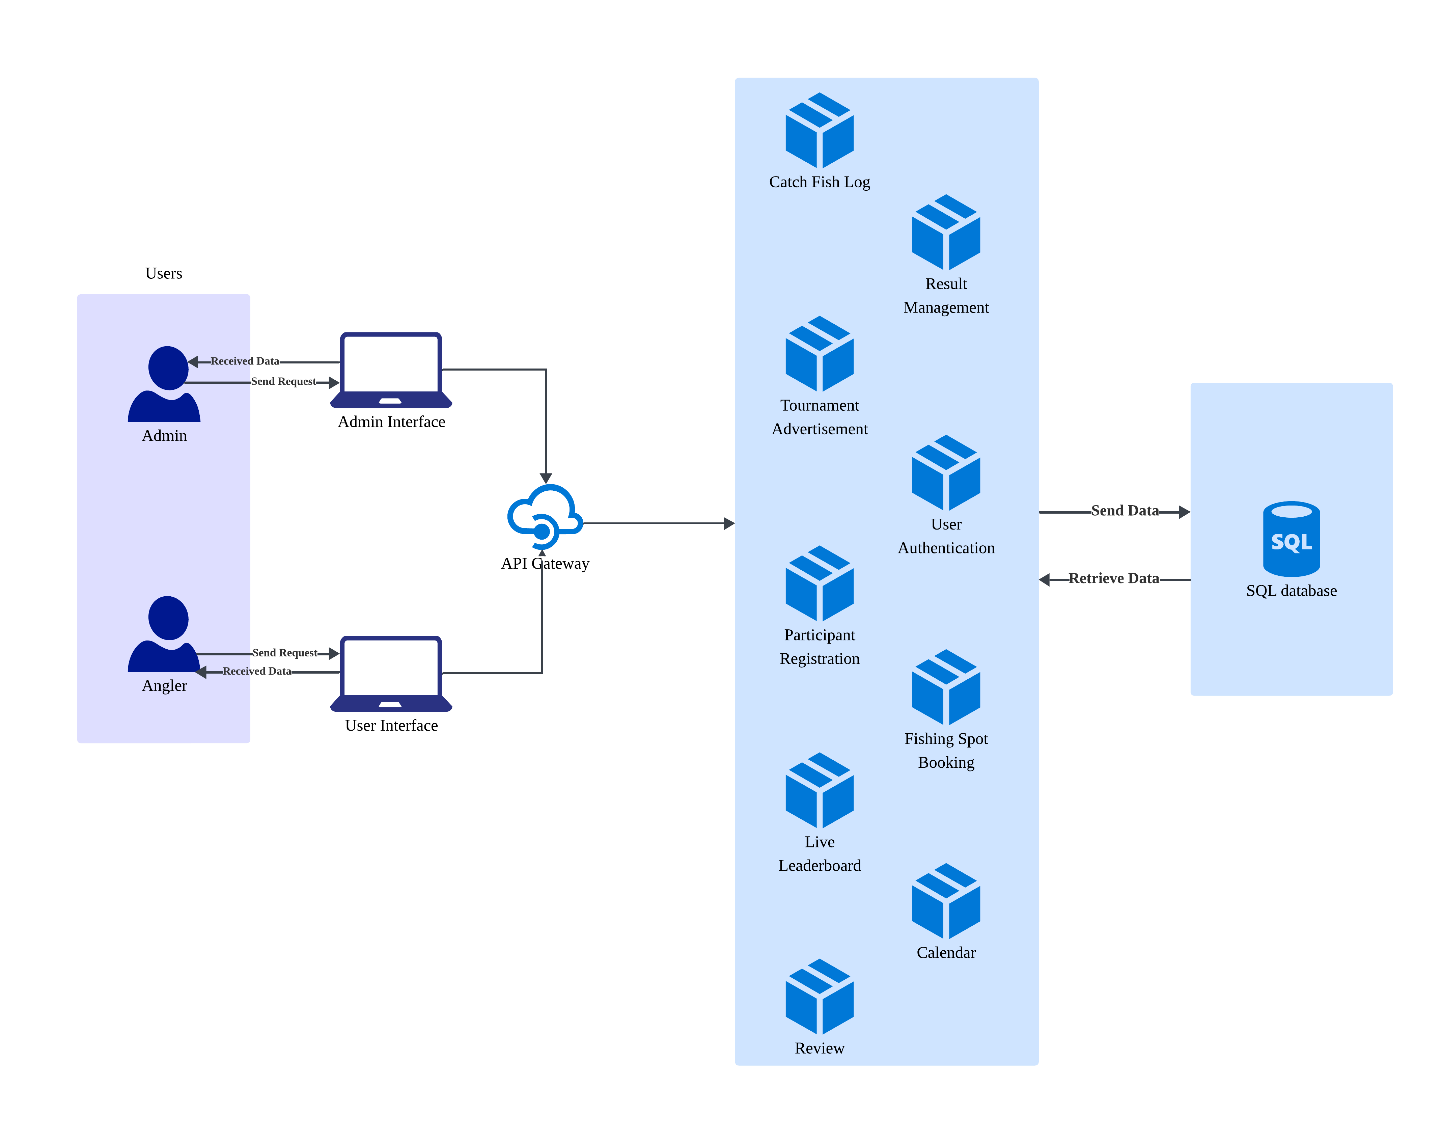 Users
Received Data
Send Request
Admin
Admin Interface
Send Request
Received Data
Angler
User Interface
API Gateway
Catch Fish Log
Result
Management
Tournament
Advertisement
User
Authentication
Participant
Registration
Fishing Spot
Booking
Live
Leaderboard
Calendar
Review
Send Data
Retrieve Data
SQL
SQL database